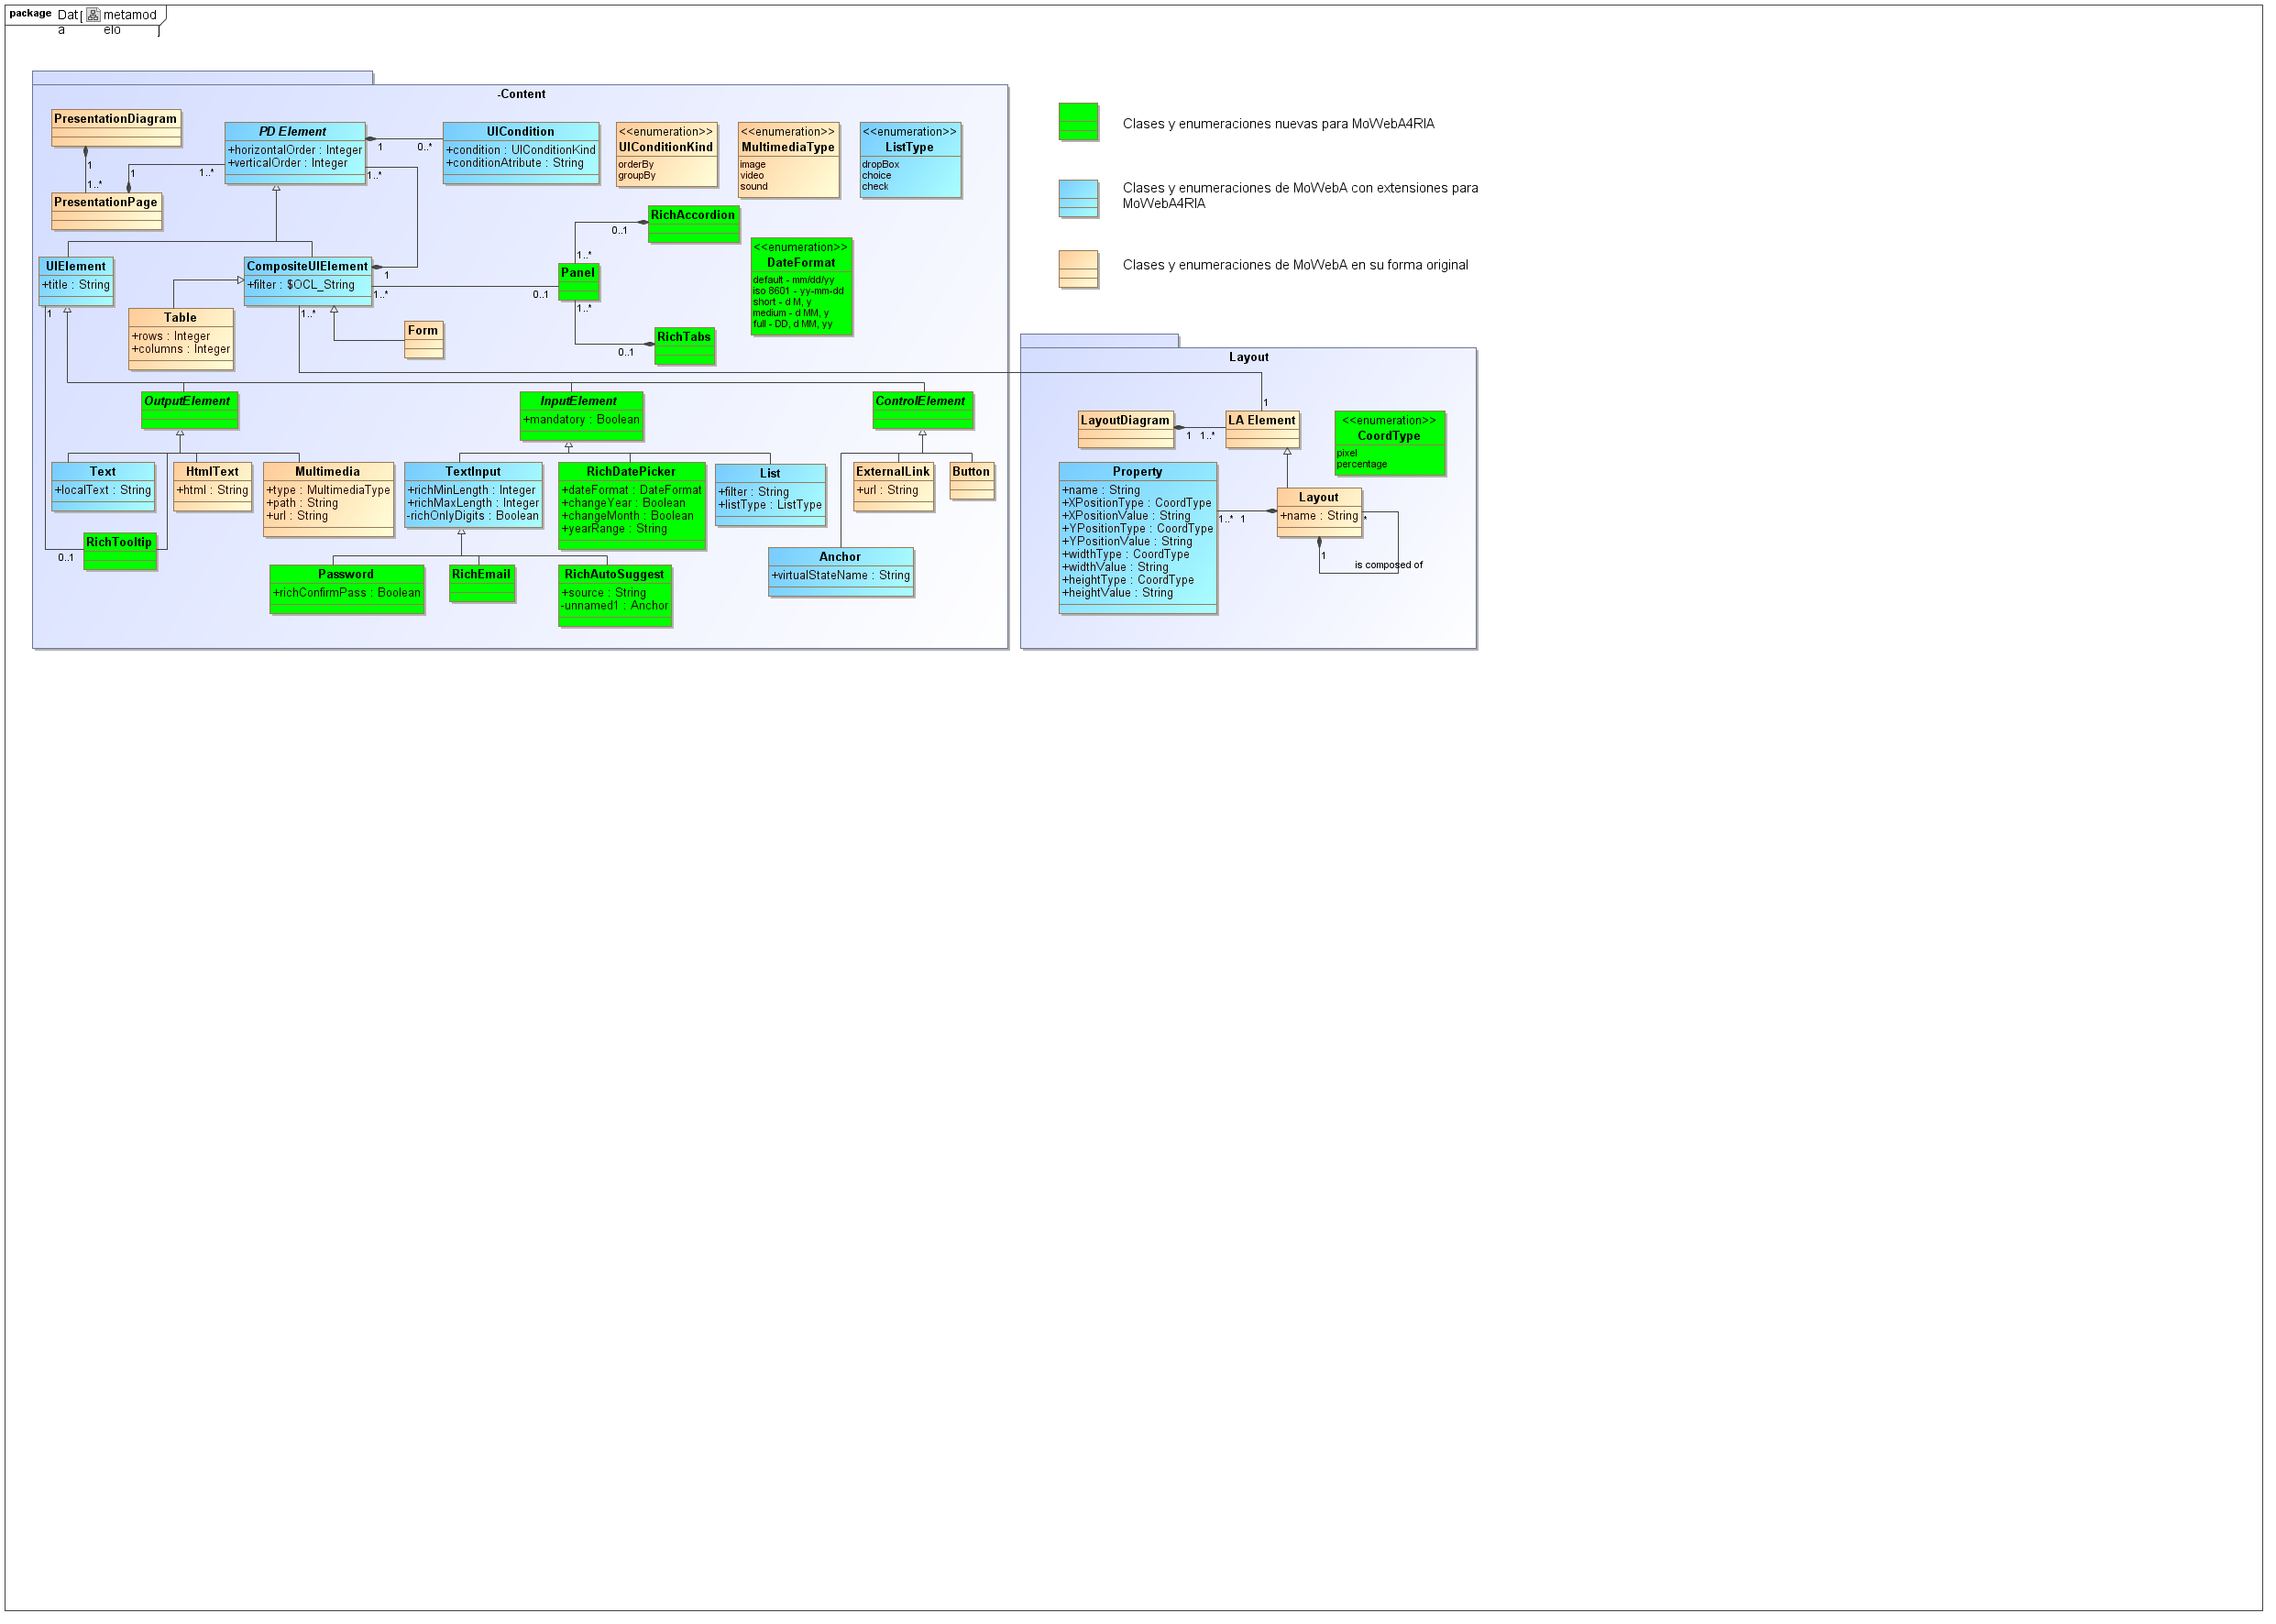 package Dat[ metamod
a elo ]
-Content
PresentationDiagram
1
1..*
PresentationPage
1
1..*
PD Element
+horizontalOrder : Integer
+verticalOrder : Integer
1
0..*
1..*
UICondition
+condition : UIConditionKind
+conditionAtribute : String
<<enumeration>>
UIConditionKind
orderBy
groupBy
<<enumeration>>
MultimediaType
image
video
sound
<<enumeration>>
ListType
dropBox
choice
check
RichAccordion
0..1
1..*
Panel
0..1
1..*
RichTabs
0..1
<<enumeration>>
DateFormat
default - mm/dd/yy
iso 8601 - yy-mm-dd
short - d M, y
medium - d MM, y
full - DD, d MM, yy
UIElement
+title : String
1
CompositeUIElement
+filter : $OCL_String
1
1..*
1..*
Table
+rows : Integer
+columns : Integer
Form
OutputElement
InputElement
+mandatory : Boolean
ControlElement
Text
+localText : String
HtmlText
+html : String
Multimedia
+type : MultimediaType
+path : String
+url : String
TextInput
+richMinLength : Integer
+richMaxLength : Integer
-richOnlyDigits : Boolean
RichDatePicker
+dateFormat : DateFormat
+changeYear : Boolean
+changeMonth : Boolean
+yearRange : String
List
+filter : String
+listType : ListType
ExternalLink
+url : String
Button
RichTooltip
0..1
Password
+richConfirmPass : Boolean
RichEmail
RichAutoSuggest
+source : String
-unnamed1 : Anchor
Anchor
+virtualStateName : String
Clases y enumeraciones nuevas para MoWebA4RIA
Clases y enumeraciones de MoWebA con extensiones para
MoWebA4RIA
Clases y enumeraciones de MoWebA en su forma original
Layout
1
LayoutDiagram
1 1..*
LA Element
<<enumeration>>
CoordType
pixel
percentage
Property
+name : String
+XPositionType : CoordType
+XPositionValue : String
+YPositionType : CoordType
+YPositionValue : String
+widthType : CoordType
+widthValue : String
+heightType : CoordType
+heightValue : String
1..* 1
Layout
+name : String
*
1
is composed of